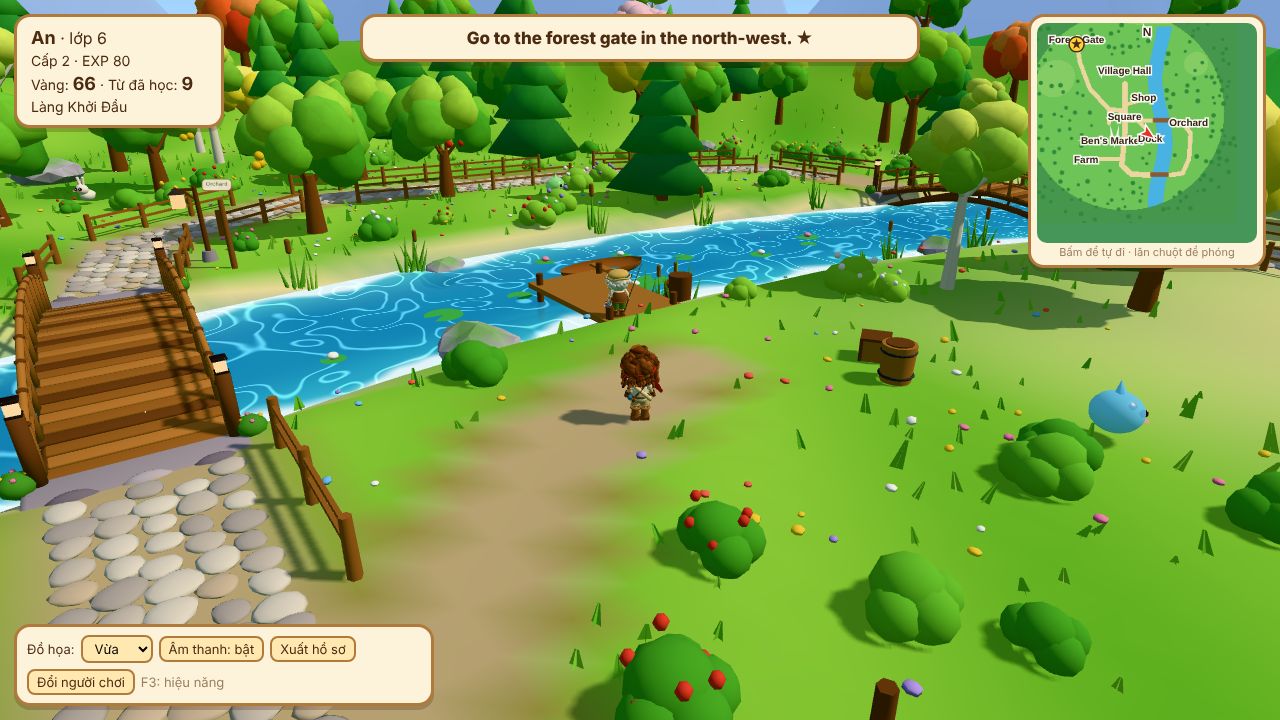 An · lớp 6
Cấp 2 · EXP 80
Vàng: 66 · Từ đã học: 9
Làng Khởi Đầu
Go to the forest gate in the north-west. ★
N
Gate
Village Hall
Shop
Square
Orchard
Ben's Marke
Dock
Farm
Bấm để tự đi · lăn chuột để phóng
Orchard
Đồ họa: Vừa Âm thanh: bật Xuất hồ sơ
Đổi người chơi F3: hiệu năng